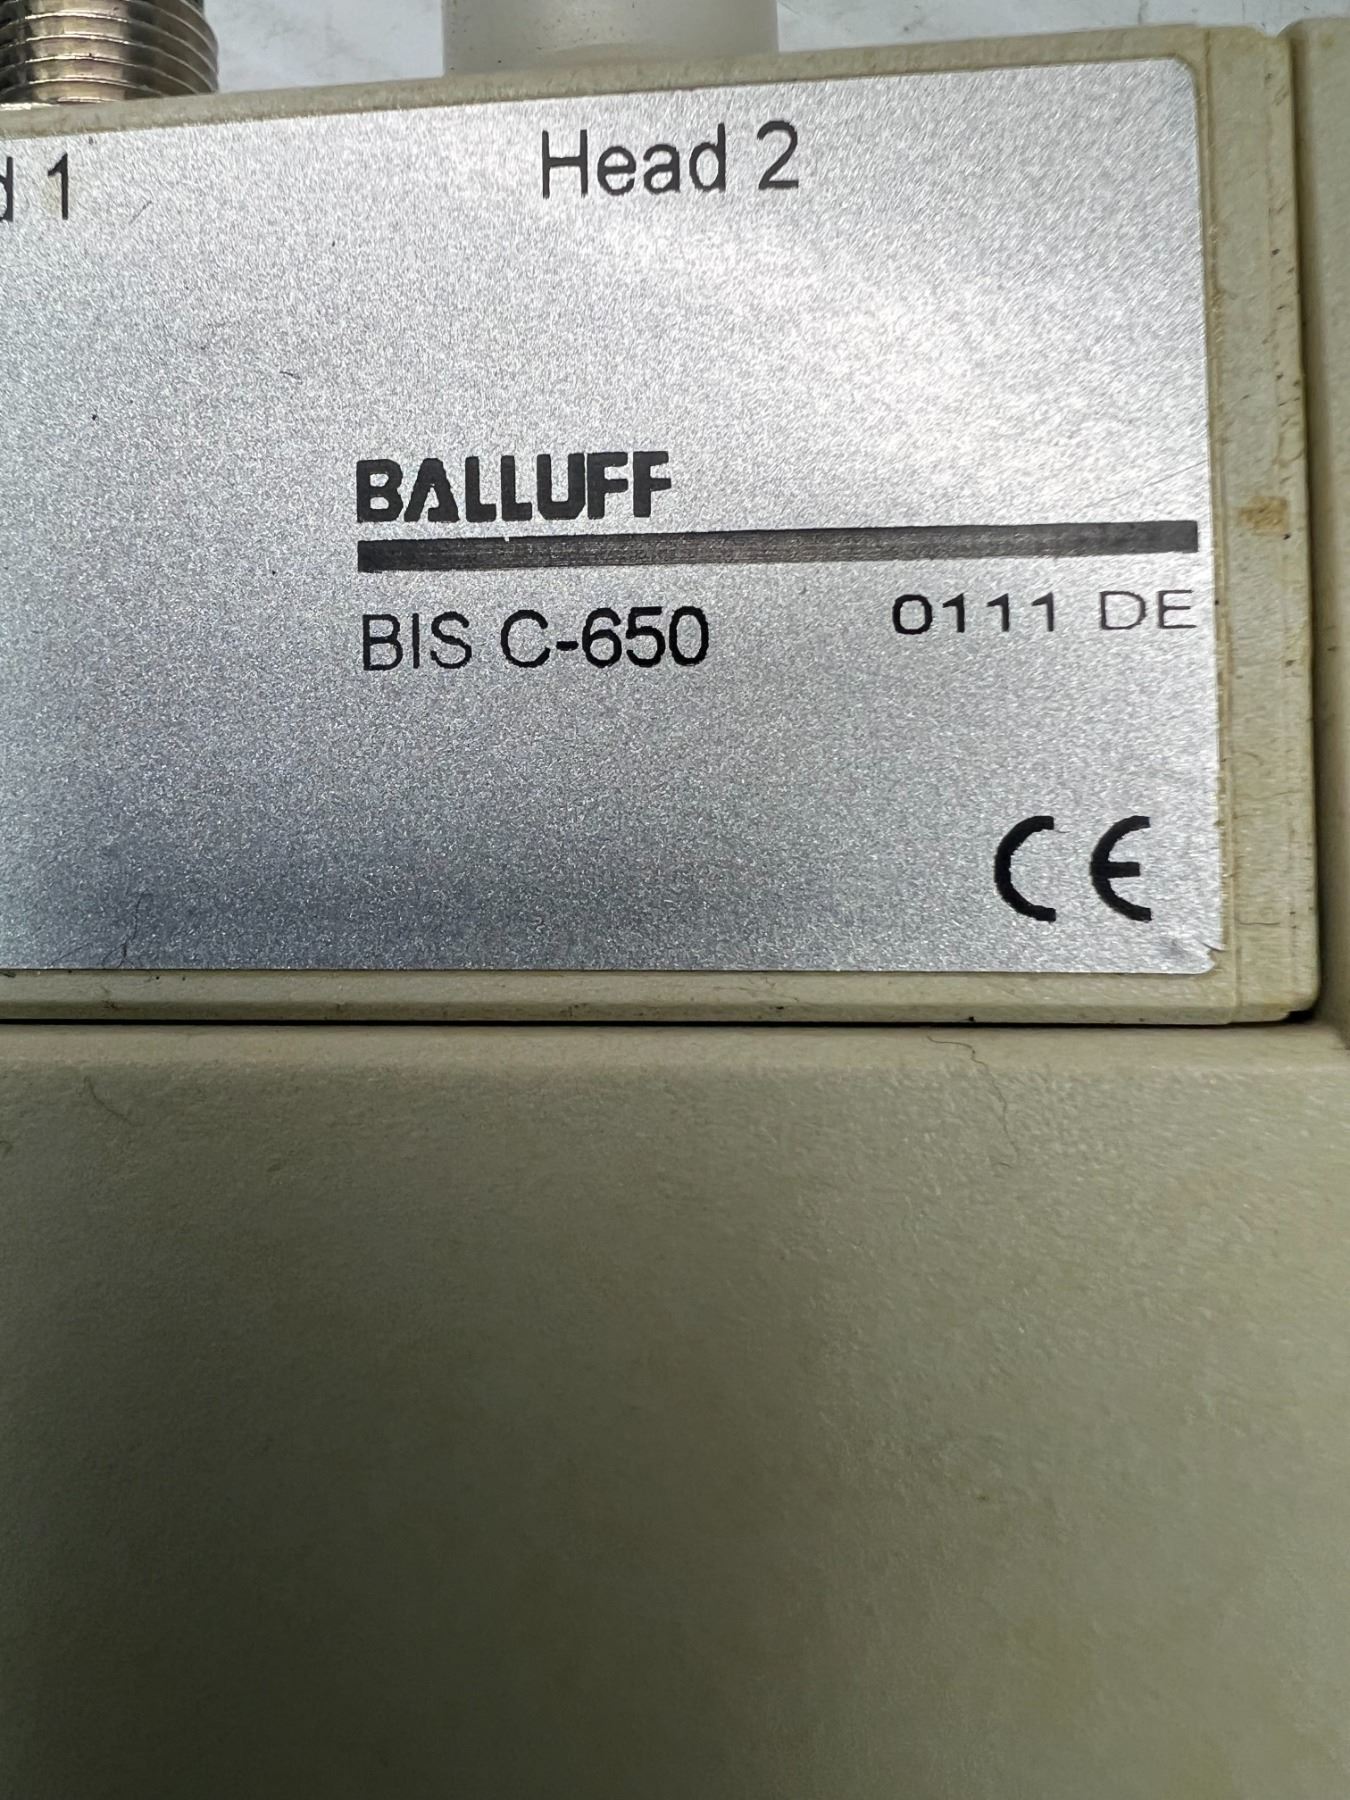 d 1 Head 2
BALLUFF
BIS C-650 0111 DE
CE